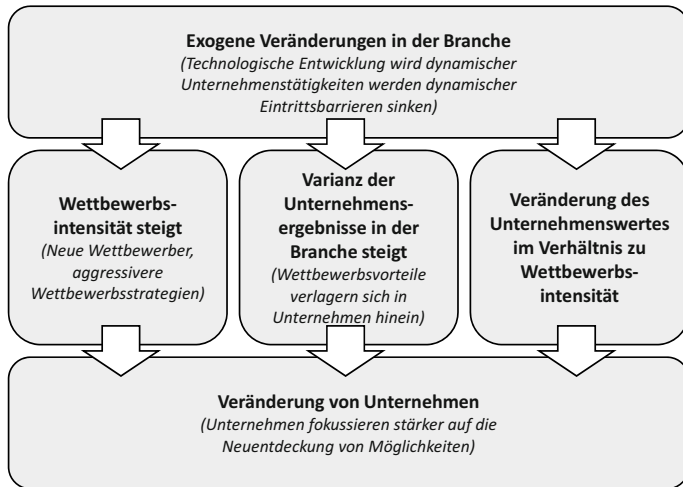 Exogene Veränderungen in der Branche
(Technologische Entwicklung wird dynamischer
Unternehmenstätigkeiten werden dynamischer
Eintrittsbarrieren sinken)
Wettbewerbs-
intensität steigt
(Neue Wettbewerber,
aggressivere
Wettbewerbsstrategien)
Varianz der
Unternehmens-
ergebnisse in der
Branche steigt
(Wettbewerbsvorteile
verlagern sich in
Unternehmen hinein)
Veränderung des
Unternehmenswertes
im Verhältnis zu
Wettbewerbs-
intensität
Veränderung von Unternehmen
(Unternehmen fokussieren stärker auf die
Neuentdeckung von Möglichkeiten)